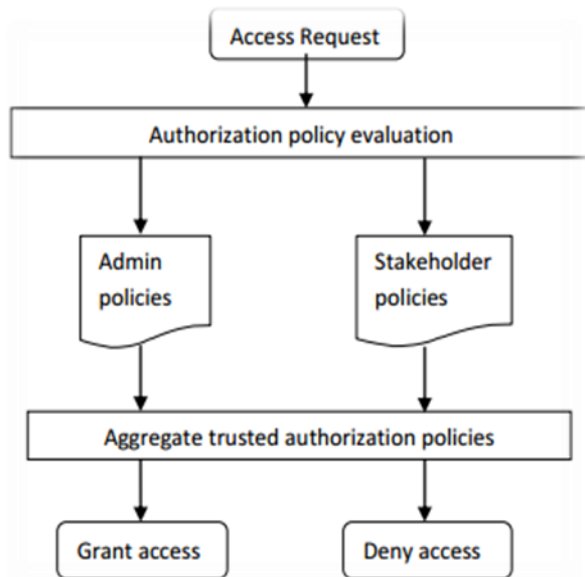 Access Request
Authorization policy evaluation
Admin
policies
Stakeholder
policies
Aggregate trusted authorization policies
Grant access
Deny access